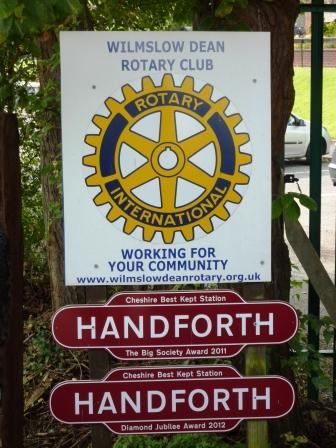 WILMSLOW DEAN
ROTARY CLUB
ROTARY
INTERNATIONAL
WORKING FOR
YOUR COMMUNITY
www.wilmslowdeanrotary.org.uk
Cheshire Best Kept Station
HANDFORTH
The Big Society Award 2011
Cheshire Best Kept Station
HANDFORTH
Diamond Jubilee Award 2012